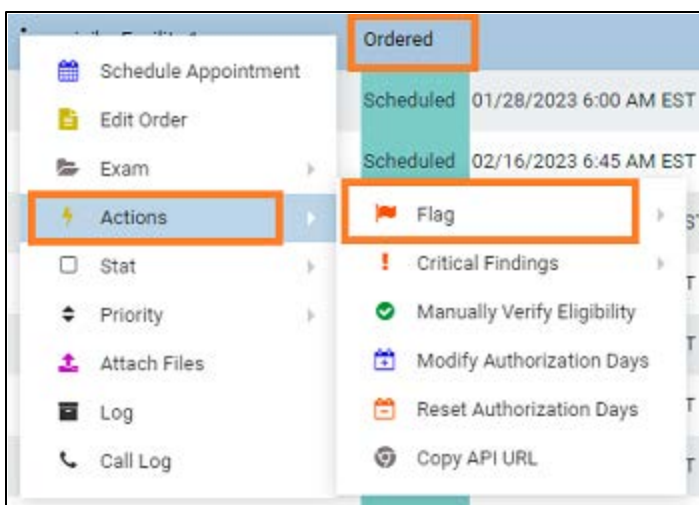 Ordered
Schedule Appointment
Scheduled 01/28/2023 6:00 AM EST
Edit Order
Exam
Scheduled 02/16/2023 6:45 AM EST
Actions
Flag
Stat
Critical Findings
Priority
Manually Verify Eligibility
Attach Files
Modify Authorization Days
Log
Reset Authorization Days
Call Log
Copy API URL